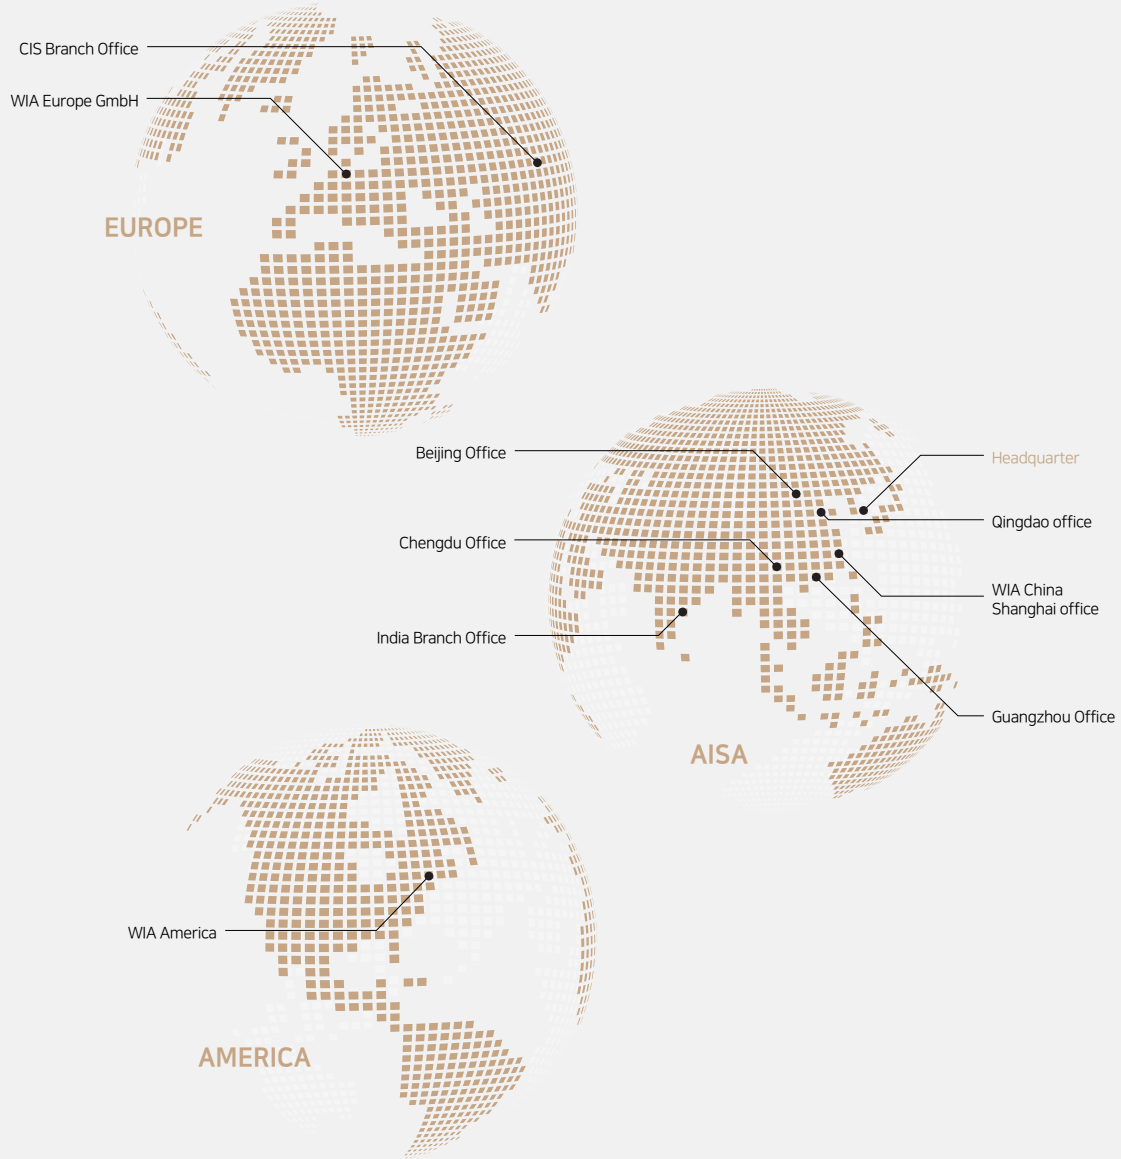 CIS Branch Office
WIA Europe GmbH
EUROPE
Beijing Office
Headquarter
Qingdao office
Chengdu Office
WIA China
Shanghai office
India Branch Office
Guangzhou Office
AISA
WIA America
AMERICA